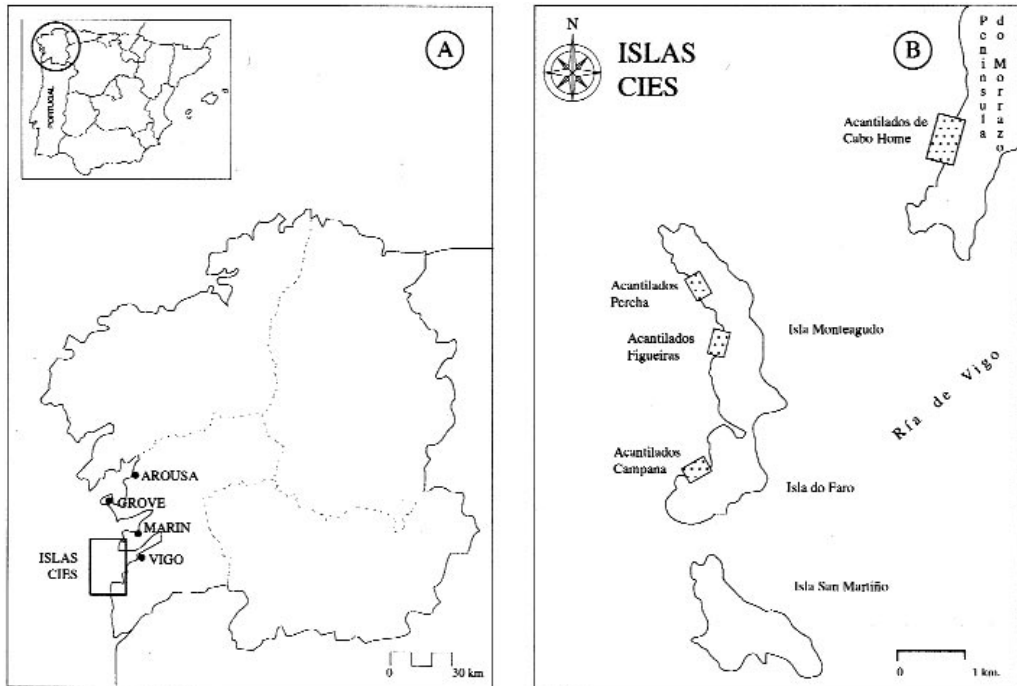 A
PORTUGAL
AROUSA
GROVE
MARIN
VIGO
ISLAS
CIES
0 30 km
B
N
ISLAS
CIES
Peninsula
do Morrazo
Acantilados de
Cabo Home
Acantilados
Percha
Isla Monteagudo
Acantilados
Figueiras
Ría de Vigo
Acantilados
Campana
Isla do Faro
Isla San Martiño
0 1 km.